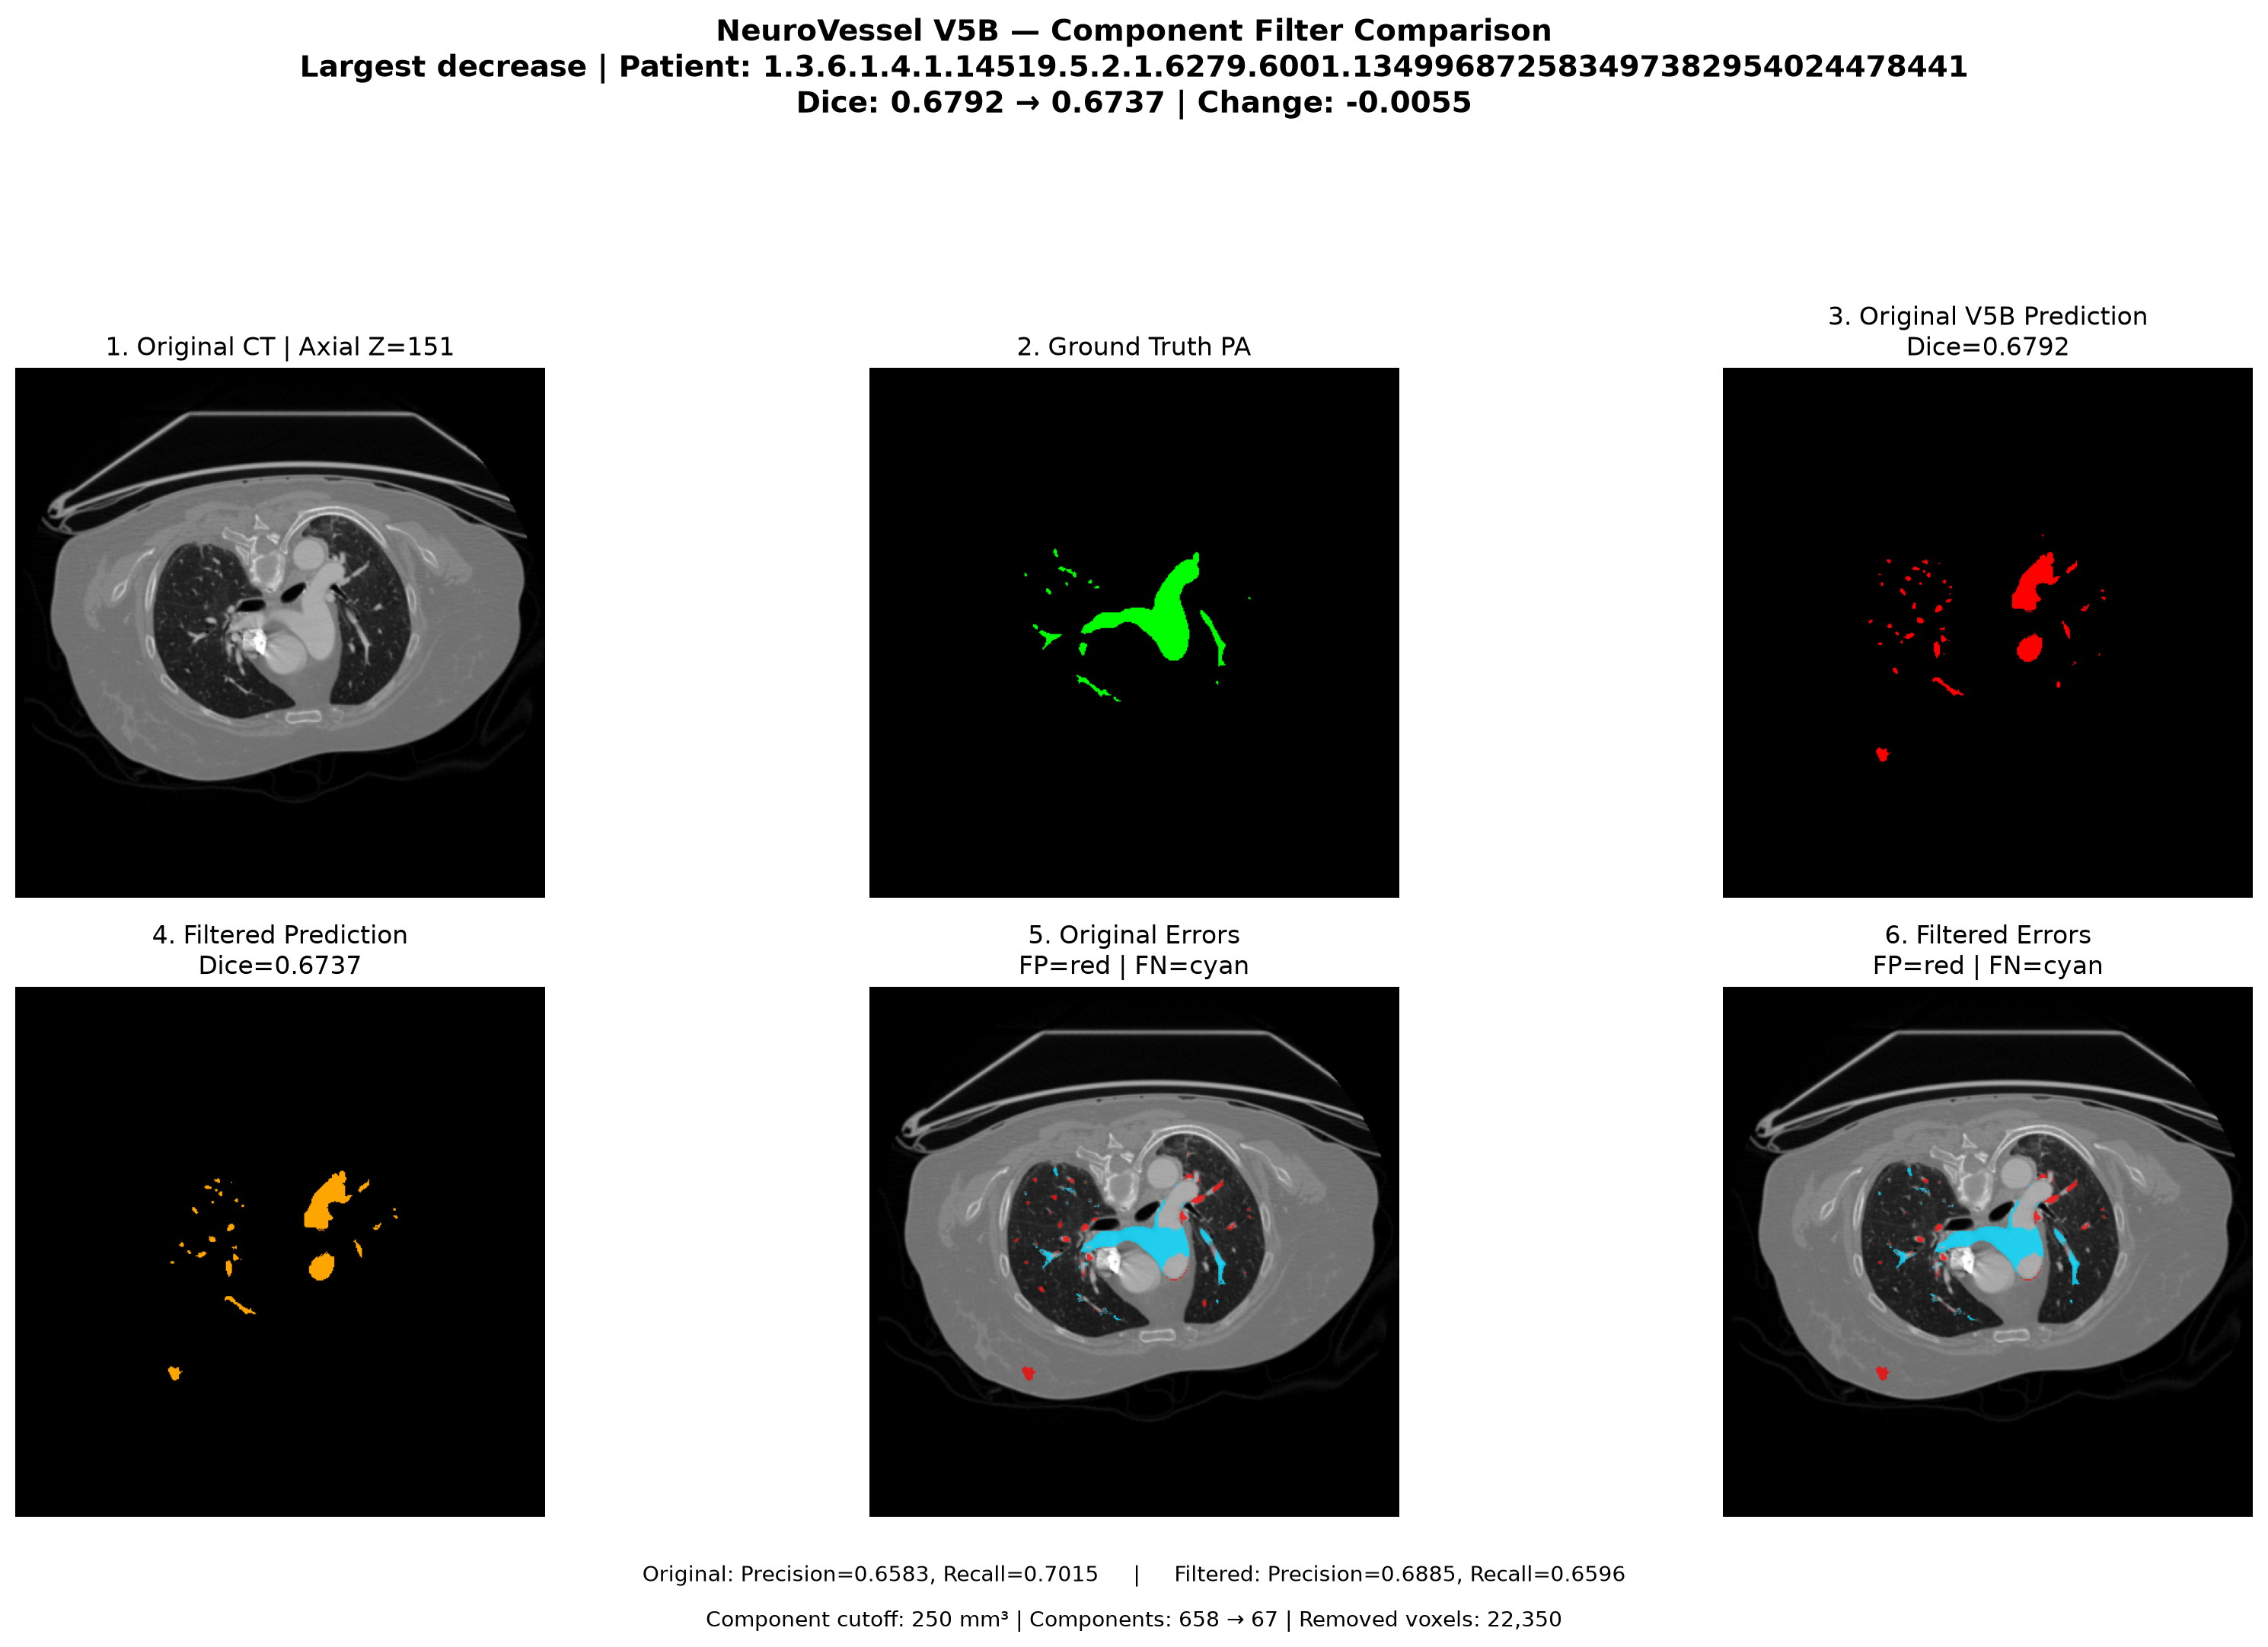 NeuroVessel V5B — Component Filter Comparison
Largest decrease | Patient: 1.3.6.1.4.1.14519.5.2.1.6279.6001.134996872583497382954024478441
Dice: 0.6792 → 0.6737 | Change: -0.0055
1. Original CT | Axial Z=151
2. Ground Truth PA
3. Original V5B Prediction
Dice=0.6792
4. Filtered Prediction
Dice=0.6737
5. Original Errors
FP=red | FN=cyan
6. Filtered Errors
FP=red | FN=cyan
Original: Precision=0.6583, Recall=0.7015 | Filtered: Precision=0.6885, Recall=0.6596
Component cutoff: 250 mm³ | Components: 658 → 67 | Removed voxels: 22,350